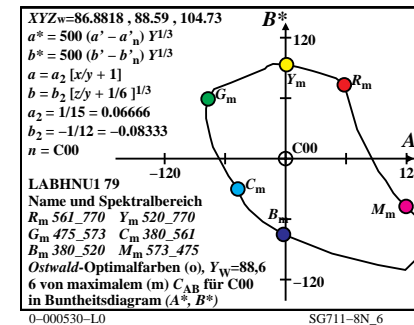 XYZw=86.8818 , 88.59 , 104.73
a* = 500 (a' – a'n) Y1/3
b* = 500 (b' – b'n) Y1/3
a = a2 [x/y + 1]
b = b2 [z/y + 1/6 ]1/3
a2 = 1/15 = 0.06666
b2 = –1/12 = –0.08333
n = C00
LABHNU1 79
Name und Spektralbereich
Rm 561_770 Ym 520_770
Gm 475_573 Cm 380_561
Bm 380_520 Mm 573_475
Ostwald-Optimalfarben (o), YW=88,6
6 von maximalem (m) CAB für C00
in Buntheitsdiagram (A*, B*)
B*
120
Ym
Rm
Gm
C00
A
–120
12
Cm
Mm
Bm
–120
0-000530-L0
SG711-8N_6